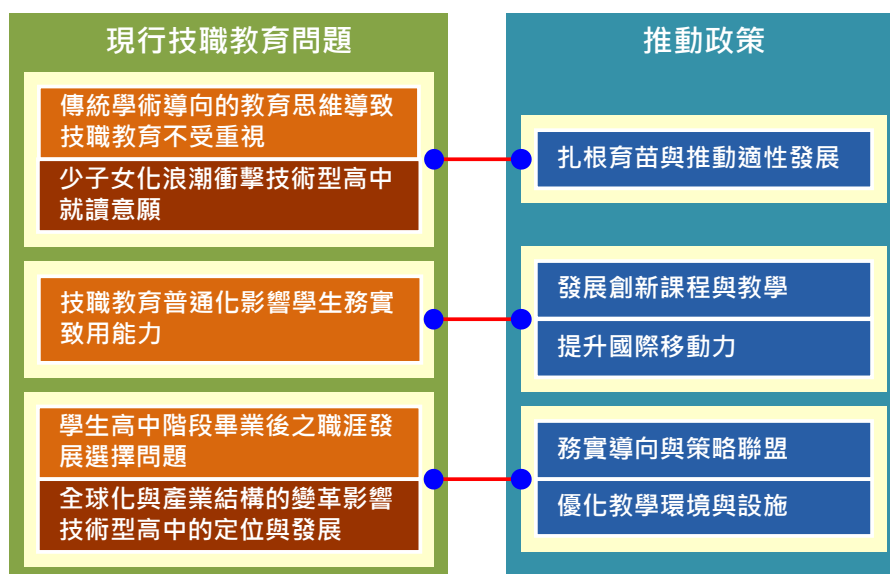 現行技職教育問題
傳統學術導向的教育思維導致
技職教育不受重視
少子女化浪潮衝擊技術型高中
就讀意願
技職教育普通化影響學生務實
致用能力
學生高中階段畢業後之職涯發
展選擇問題
全球化與產業結構的變革影響
技術型高中的定位與發展
推動政策
扎根育苗與推動適性發展
發展創新課程與教學
提升國際移動力
務實導向與策略聯盟
優化教學環境與設施